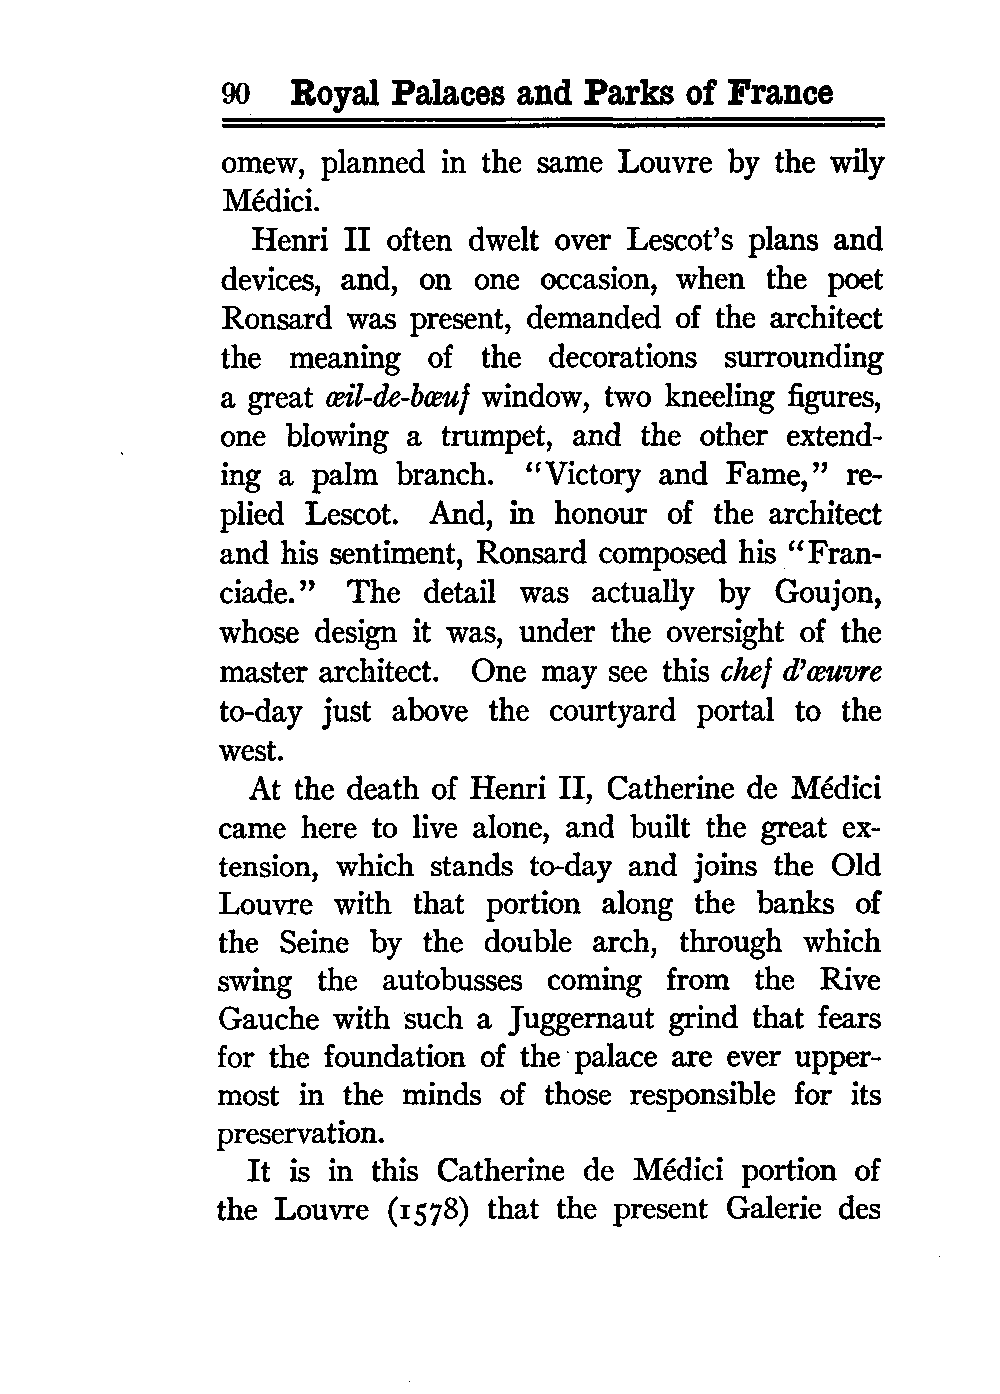 90 Royal Palaces and Parks of France
omew, planned in the same Louvre by the wily
Médici.
Henri II often dwelt over Lescot's plans and
devices, and, on one occasion, when the poet
Ronsard was present, demanded of the architect
the meaning of the decorations surrounding
a great œil-de-bœuf window, two kneeling figures,
one blowing a trumpet, and the other extend-
ing a palm branch. "Victory and Fame," re-
plied Lescot. And, in honour of the architect
and his sentiment, Ronsard composed his "Fran-
ciade." The detail was actually by Goujon,
whose design it was, under the oversight of the
master architect. One may see this chef d'œuvre
to-day just above the courtyard portal to the
west.
At the death of Henri II, Catherine de Médici
came here to live alone, and built the great ex-
tension, which stands to-day and joins the Old
Louvre with that portion along the banks of
the Seine by the double arch, through which
swing the autobusses coming from the Rive
Gauche with such a Juggernaut grind that fears
for the foundation of the palace are ever upper-
most in the minds of those responsible for its
preservation.
It is in this Catherine de Médici portion of
the Louvre (1578) that the present Galerie des